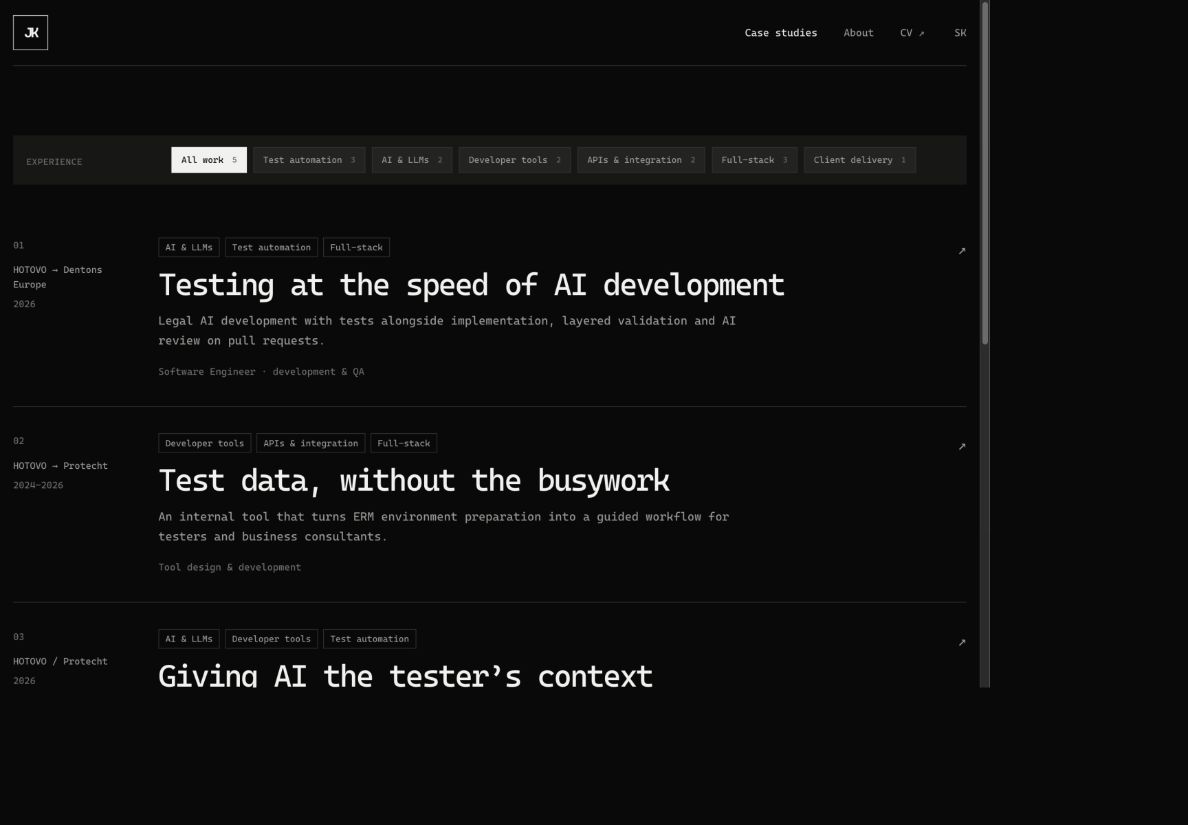 JK
Case studies About CV ↗ SK
EXPERIENCE All work 5 Test automation 3 AI & LLMs 2 Developer tools 2 APIs & integration 2 Full-stack 3 Client delivery 1
01
HOTOVO → Dentons
Europe
2026
AI & LLMs Test automation Full-stack
↗
Testing at the speed of AI development
Legal AI development with tests alongside implementation, layered validation and AI
review on pull requests.
Software Engineer · development & QA
02
HOTOVO → Protecht
2024–2026
Developer tools APIs & integration Full-stack
↗
Test data, without the busywork
An internal tool that turns ERM environment preparation into a guided workflow for
testers and business consultants.
Tool design & development
03
HOTOVO / Protecht
2026
AI & LLMs Developer tools Test automation
↗
Giving AI the tester’s context